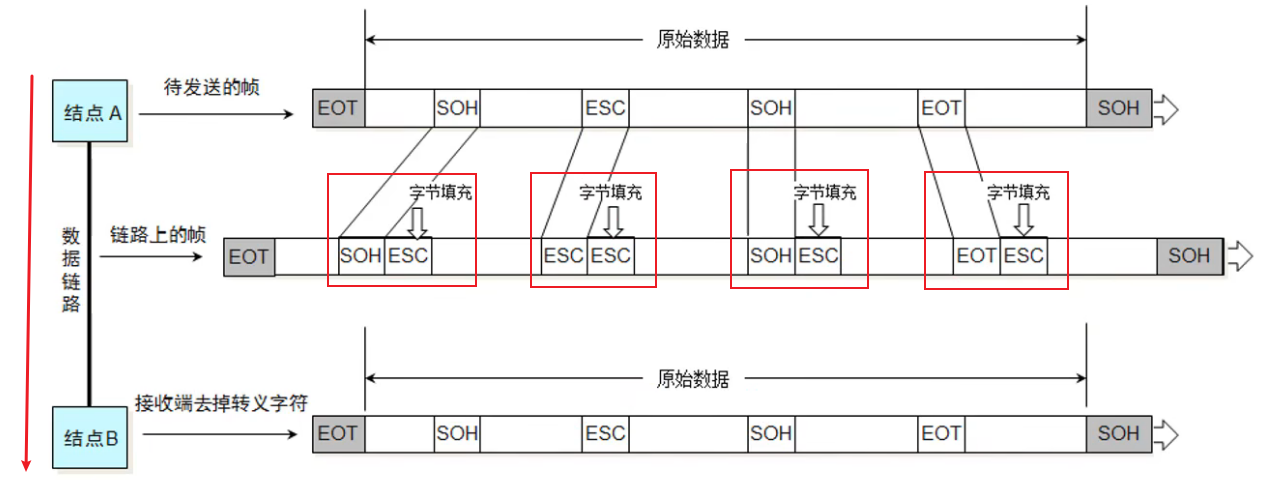 原始数据
结点 A
待发送的帧
EOT SOH ESC SOH EOT SOH
字节填充 字节填充 字节填充 字节填充
数据链路
链路上的帧
EOT SOH ESC ESC ESC SOH ESC EOT ESC SOH
原始数据
接收端去掉转义字符
结点B
EOT SOH ESC SOH EOT SOH